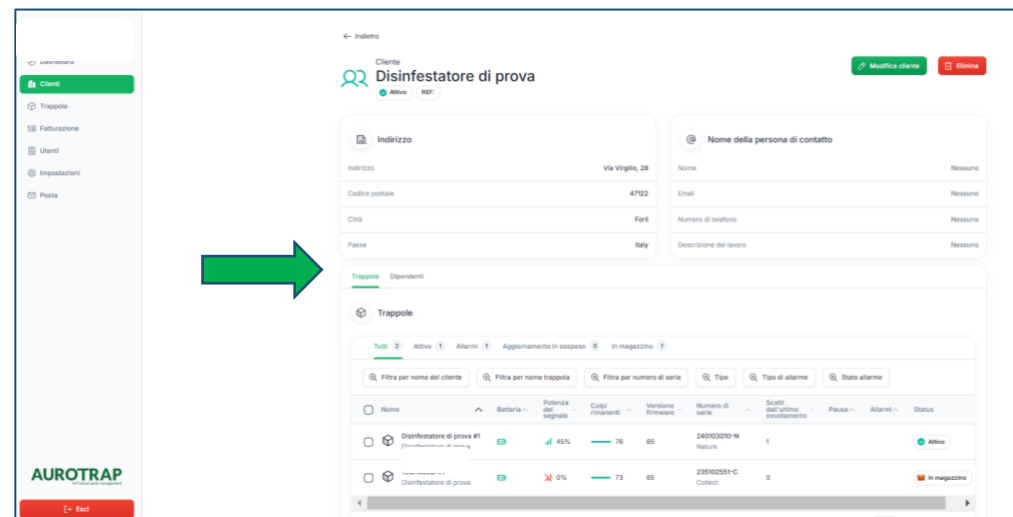 ← Indietro
Cliente
Disinfestatore di prova
Attivo REF:
Modifica cliente
Elimina
Dashboard
Clienti
Trappole
Fatturazione
Utenti
Impostazioni
Posta
Indirizzo
Indirizzo Via Virgilio, 28
Codice postale 47122
Città Forlì
Paese Italy
Nome della persona di contatto
Nome Nessuno
Email Nessuno
Numero di telefono Nessuno
Descrizione del lavoro Nessuno
Trappole Dipendenti
Trappole
Tutti 2 Attivo 1 Allarmi 1 Aggiornamento in sospeso 0 In magazzino 1
Filtra per nome del cliente Filtra per nome trappola Filtra per numero di serie Tipo Tipo di allarme Stato allarme
Nome Batteria Potenza del segnale Colpi rimanenti Versione firmware Numero di serie Scatti dall'ultimo svuotamento Pausa Allarmi Status
Disinfestatore di prova #1 45% 76 65 240103010-N 1 Attivo
Disinfestatore di prova Nature
0% 73 65 235102551-C 0 In magazzino
Disinfestatore di prova Collect
AUROTRAP
Esci